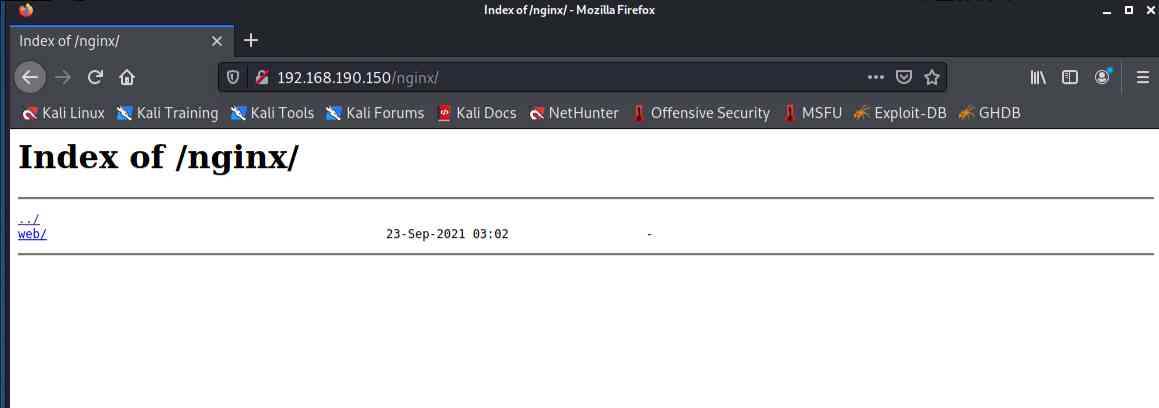 Index of /nginx/ - Mozilla Firefox
Index of /nginx/
192.168.190.150/nginx/
Kali Linux Kali Training Kali Tools Kali Forums Kali Docs NetHunter Offensive Security MSFU Exploit-DB GHDB
Index of /nginx/
../
web/ 23-Sep-2021 03:02 -